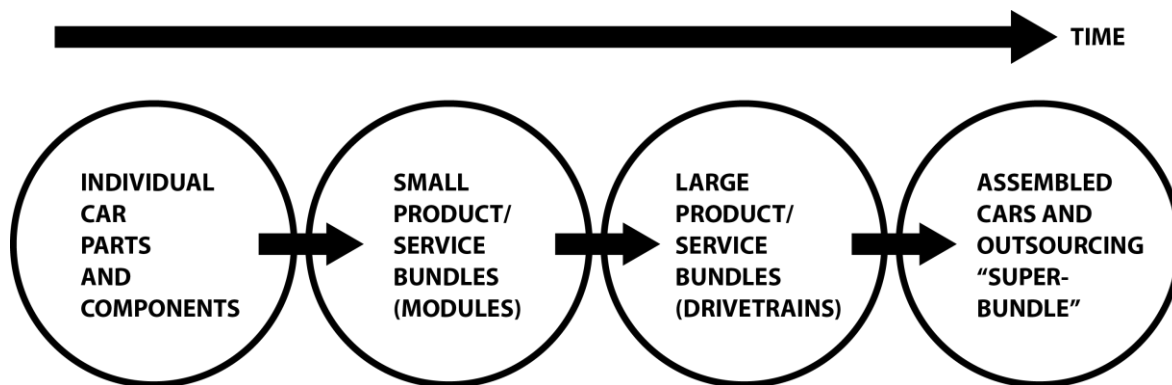 TIME
INDIVIDUAL
CAR
PARTS
AND
COMPONENTS
SMALL
PRODUCT/
SERVICE
BUNDLES
(MODULES)
LARGE
PRODUCT/
SERVICE
BUNDLES
(DRIVETRAINS)
ASSEMBLED
CARS AND
OUTSOURCING
“SUPER-
BUNDLE”